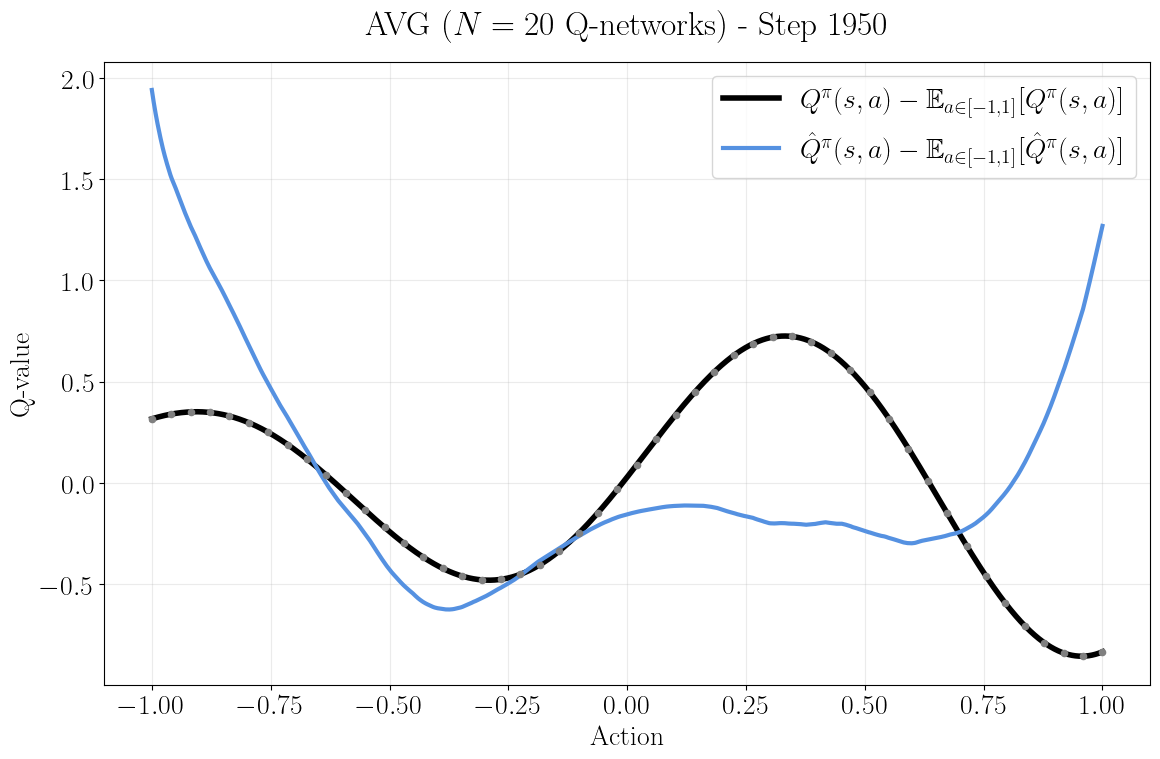 AVG (N = 20 Q-networks) - Step 1950
Q^π(s, a) − 𝔼_{a∈[−1,1]}[Q^π(s, a)]
Q̂^π(s, a) − 𝔼_{a∈[−1,1]}[Q̂^π(s, a)]
Q-value
2.0
1.5
1.0
0.5
0.0
−0.5
−1.00 −0.75 −0.50 −0.25 0.00 0.25 0.50 0.75 1.00
Action